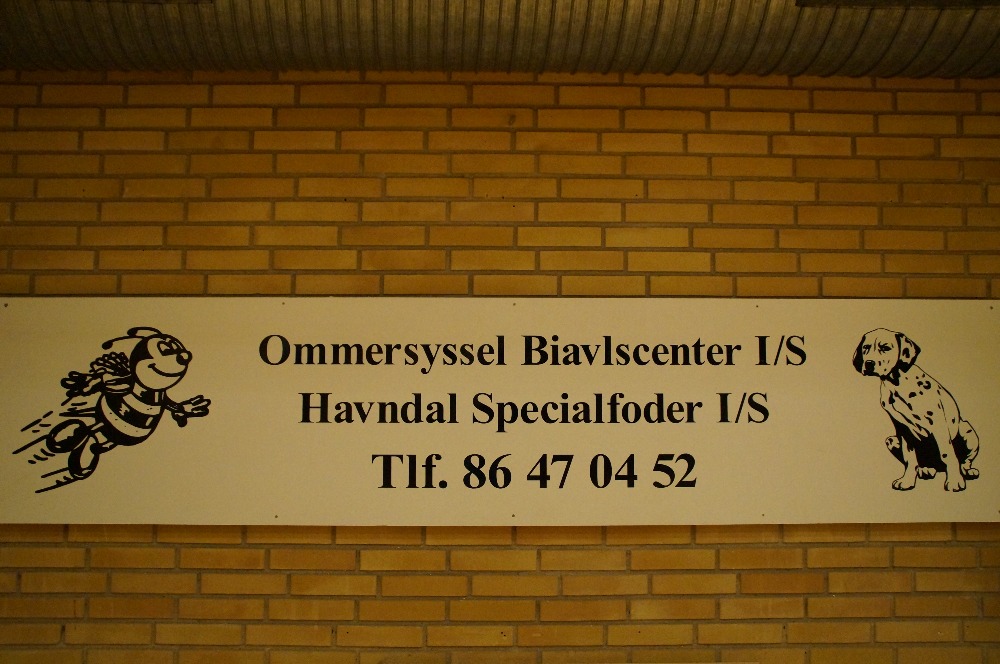 Ommersyssel Biavlscenter I/S
Havndal Specialfoder I/S
Tlf. 86 47 04 52